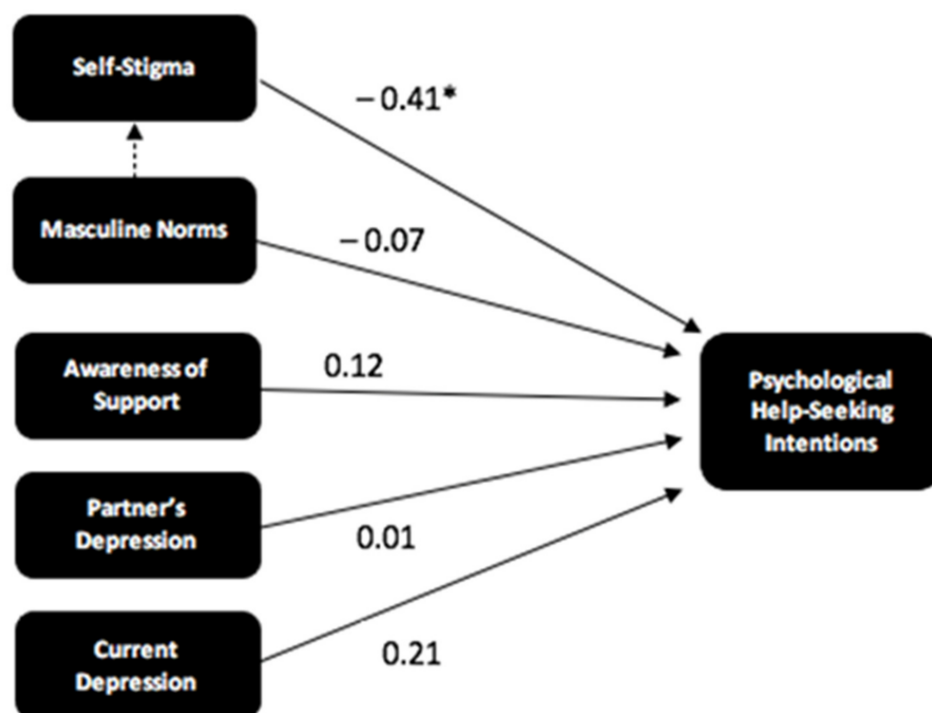 Self-Stigma
– 0.41*
Masculine Norms
– 0.07
Awareness of
Support
0.12
Psychological
Help-Seeking
Intentions
Partner's
Depression
0.01
Current
Depression
0.21